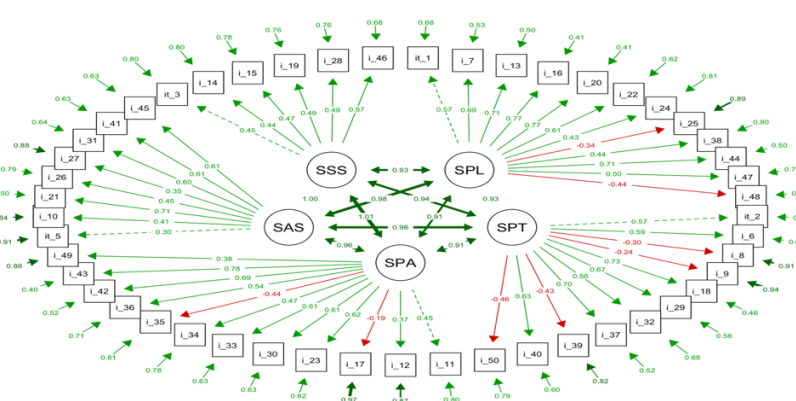 0.76 0.68 0.68 0.53
0.76 0.50
0.78 0.41
0.80 i_46 it_1 i_7 0.41
i_28 i_13
0.80 i_19 i_16 0.62
i_15 i_20
0.63 i_14 i_22 0.81
it_3 i_24 0.89
0.63 i_45 i_25
0.64 i_41 i_38 0.80
i_31 i_44 0.50
0.88 i_27 i_47
0.79 i_26 i_48
i_21 it_2
i_10 i_6
it_5 i_8
0.91 i_49 i_9 0.91
0.86 i_43 i_18 0.94
0.40 i_42 i_29 0.46
0.52 i_36 i_32 0.56
0.71 i_35 i_37 0.68
0.81 i_34 i_39 0.52
0.78 i_33 i_40 0.82
0.63 i_30 i_50 0.60
0.63 i_23 i_17 i_12 i_11 0.79
0.62 0.97 0.80
0.45 0.44 0.47 0.49 0.49 0.57
0.57 0.69 0.71 0.77 0.77 0.61 0.43 -0.34 0.44 0.71 0.50 -0.44
SSS 0.93 SPL
1.00 0.98 0.94 0.93
1.01 0.91
SAS 0.96 SPT
0.96 0.91
SPA
0.61 0.61 0.60 0.35 0.45 0.71 0.41 0.30
0.57 -0.30 -0.24 0.73 0.67 0.56 0.70 -0.43 0.63 -0.46
0.38 0.78 0.69 0.54 -0.44 0.47 0.61 0.61 0.62 -0.19 0.37 0.45